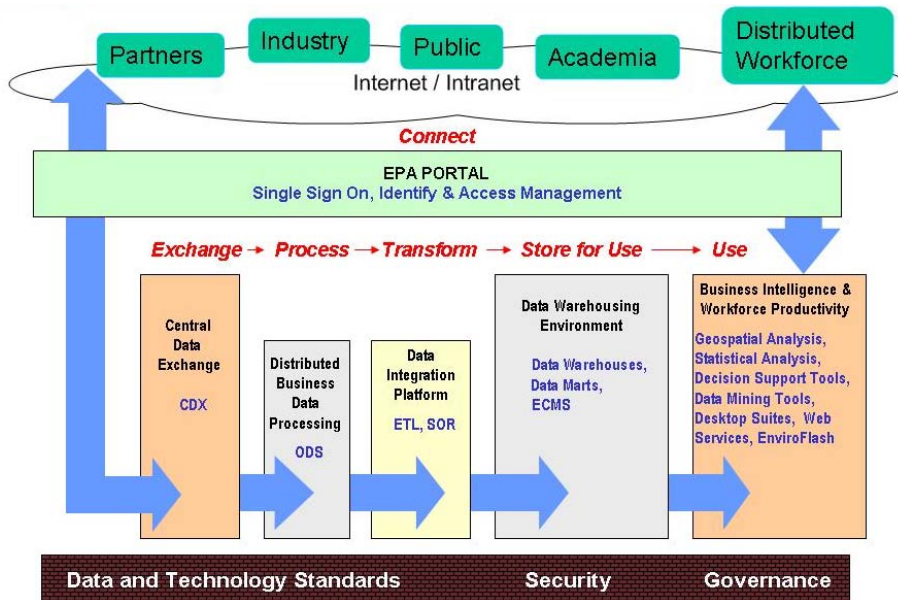 Partners
Industry
Public
Academia
Distributed
Workforce
Internet / Intranet
Connect
EPA PORTAL
Single Sign On, Identify & Access Management
Exchange
Process
Transform
Store for Use
Use
Central
Data
Exchange
CDX
Distributed
Business
Data
Processing
ODS
Data
Integration
Platform
ETL, SOR
Data Warehousing
Environment
Data Warehouses,
Data Marts,
ECMS
Business Intelligence &
Workforce Productivity
Geospatial Analysis,
Statistical Analysis,
Decision Support Tools,
Data Mining Tools,
Desktop Suites, Web
Services, EnviroFlash
Data and Technology Standards
Security
Governance